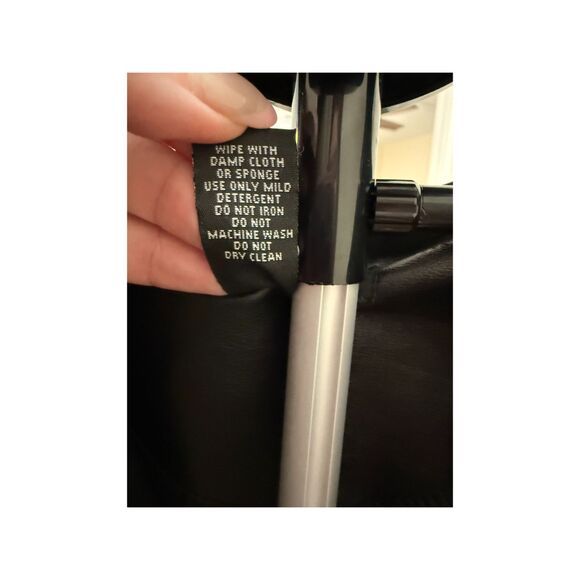 WIPE WITH
DAMP CLOTH
OR SPONGE
USE ONLY MILD
DETERGENT
DO NOT IRON
DO NOT
MACHINE WASH
DO NOT
DRY CLEAN